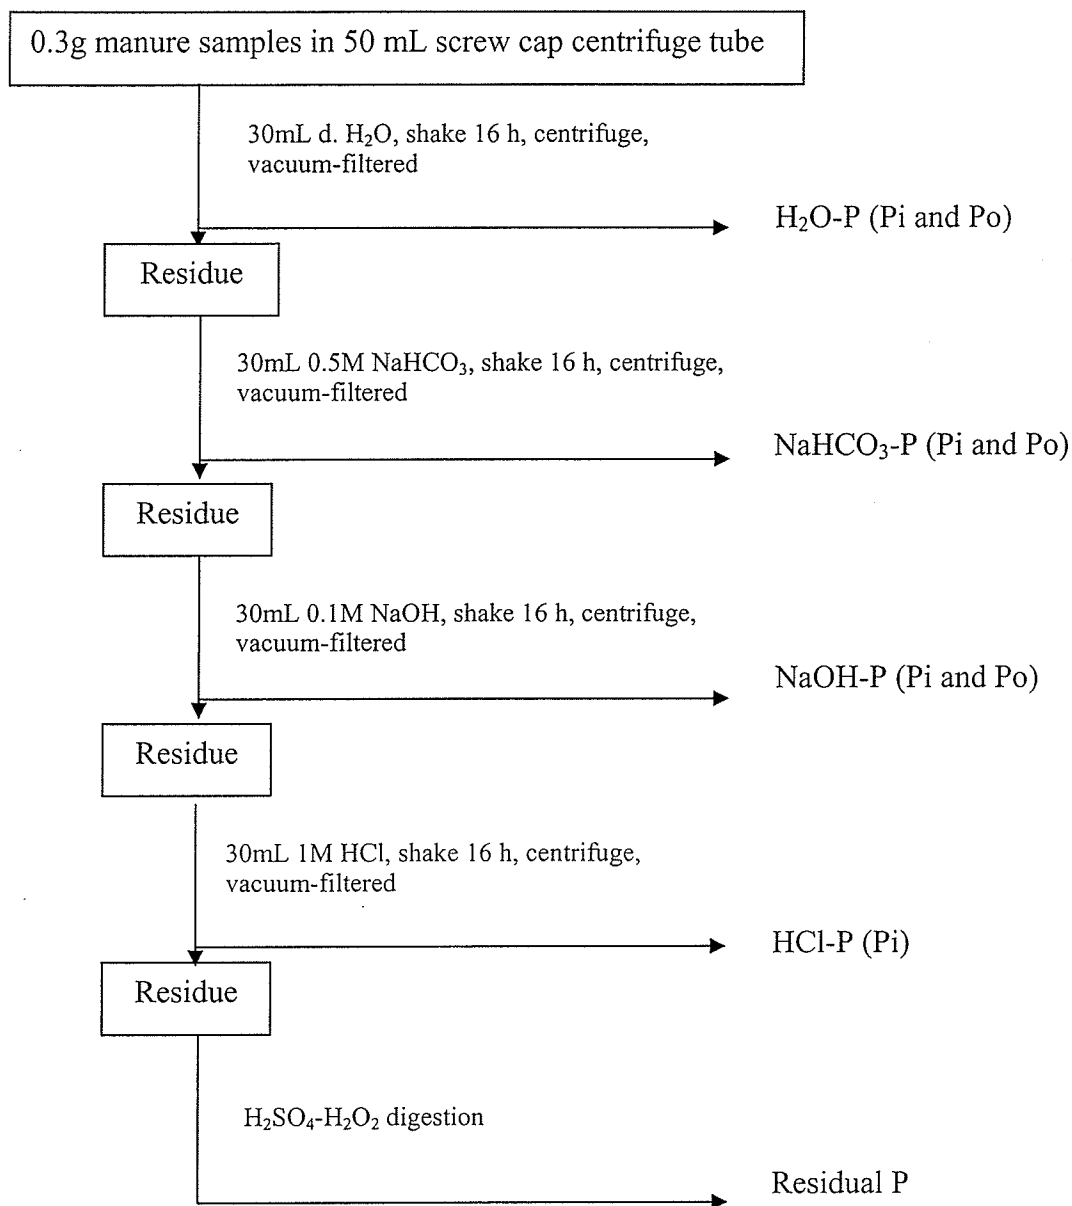 0.3g manure samples in 50 mL screw cap centrifuge tube
30mL d. H₂O, shake 16 h, centrifuge,
vacuum-filtered
H₂O-P (Pi and Po)
Residue
30mL 0.5M NaHCO₃, shake 16 h, centrifuge,
vacuum-filtered
NaHCO₃-P (Pi and Po)
Residue
30mL 0.1M NaOH, shake 16 h, centrifuge,
vacuum-filtered
NaOH-P (Pi and Po)
Residue
30mL 1M HCl, shake 16 h, centrifuge,
vacuum-filtered
HCl-P (Pi)
Residue
H₂SO₄-H₂O₂ digestion
Residual P